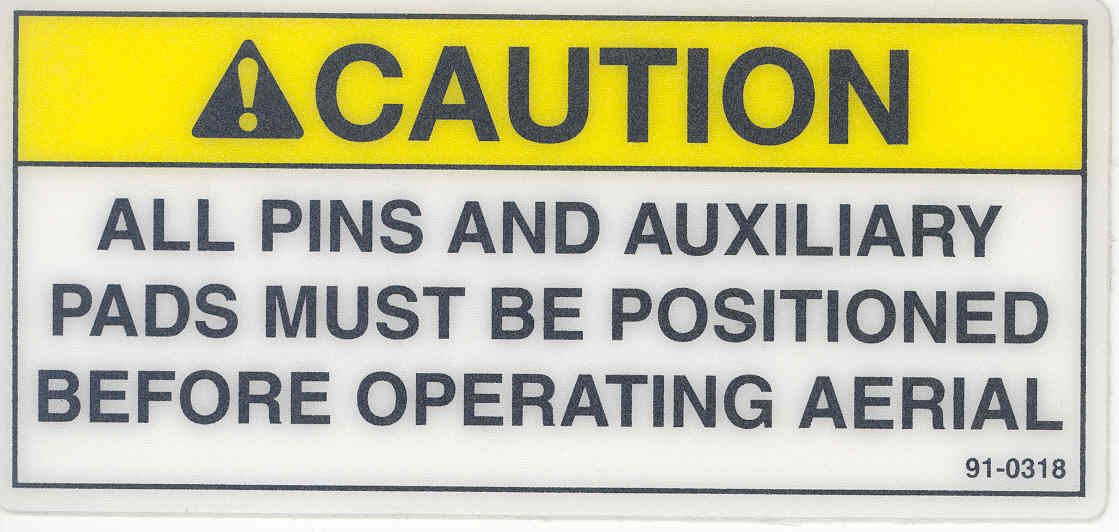 CAUTION
ALL PINS AND AUXILIARY
PADS MUST BE POSITIONED
BEFORE OPERATING AERIAL
91-0318